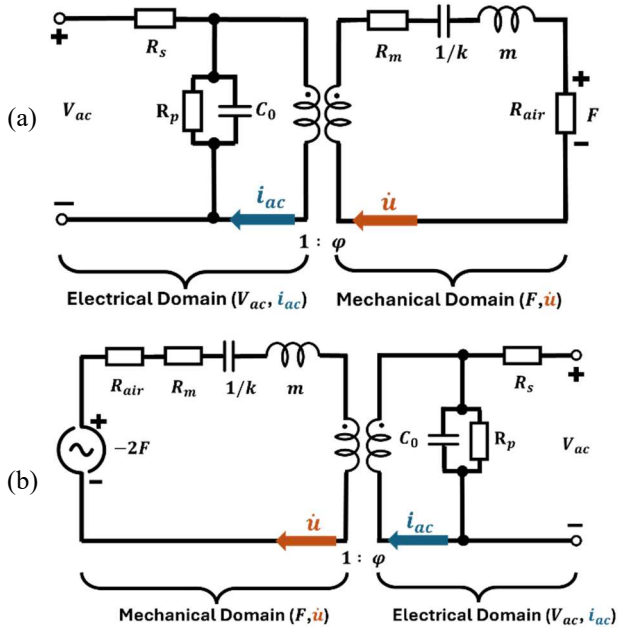 (a)
+
R_s
V_ac
R_p
C_0
−
i_ac
1 : φ
R_m
1/k
m
R_air
+
F
−
u̇
Electrical Domain (V_ac, i_ac)
Mechanical Domain (F, u̇)
(b)
R_air
R_m
1/k
m
+
−2F
−
u̇
1 : φ
C_0
R_p
R_s
+
V_ac
−
i_ac
Mechanical Domain (F, u̇)
Electrical Domain (V_ac, i_ac)